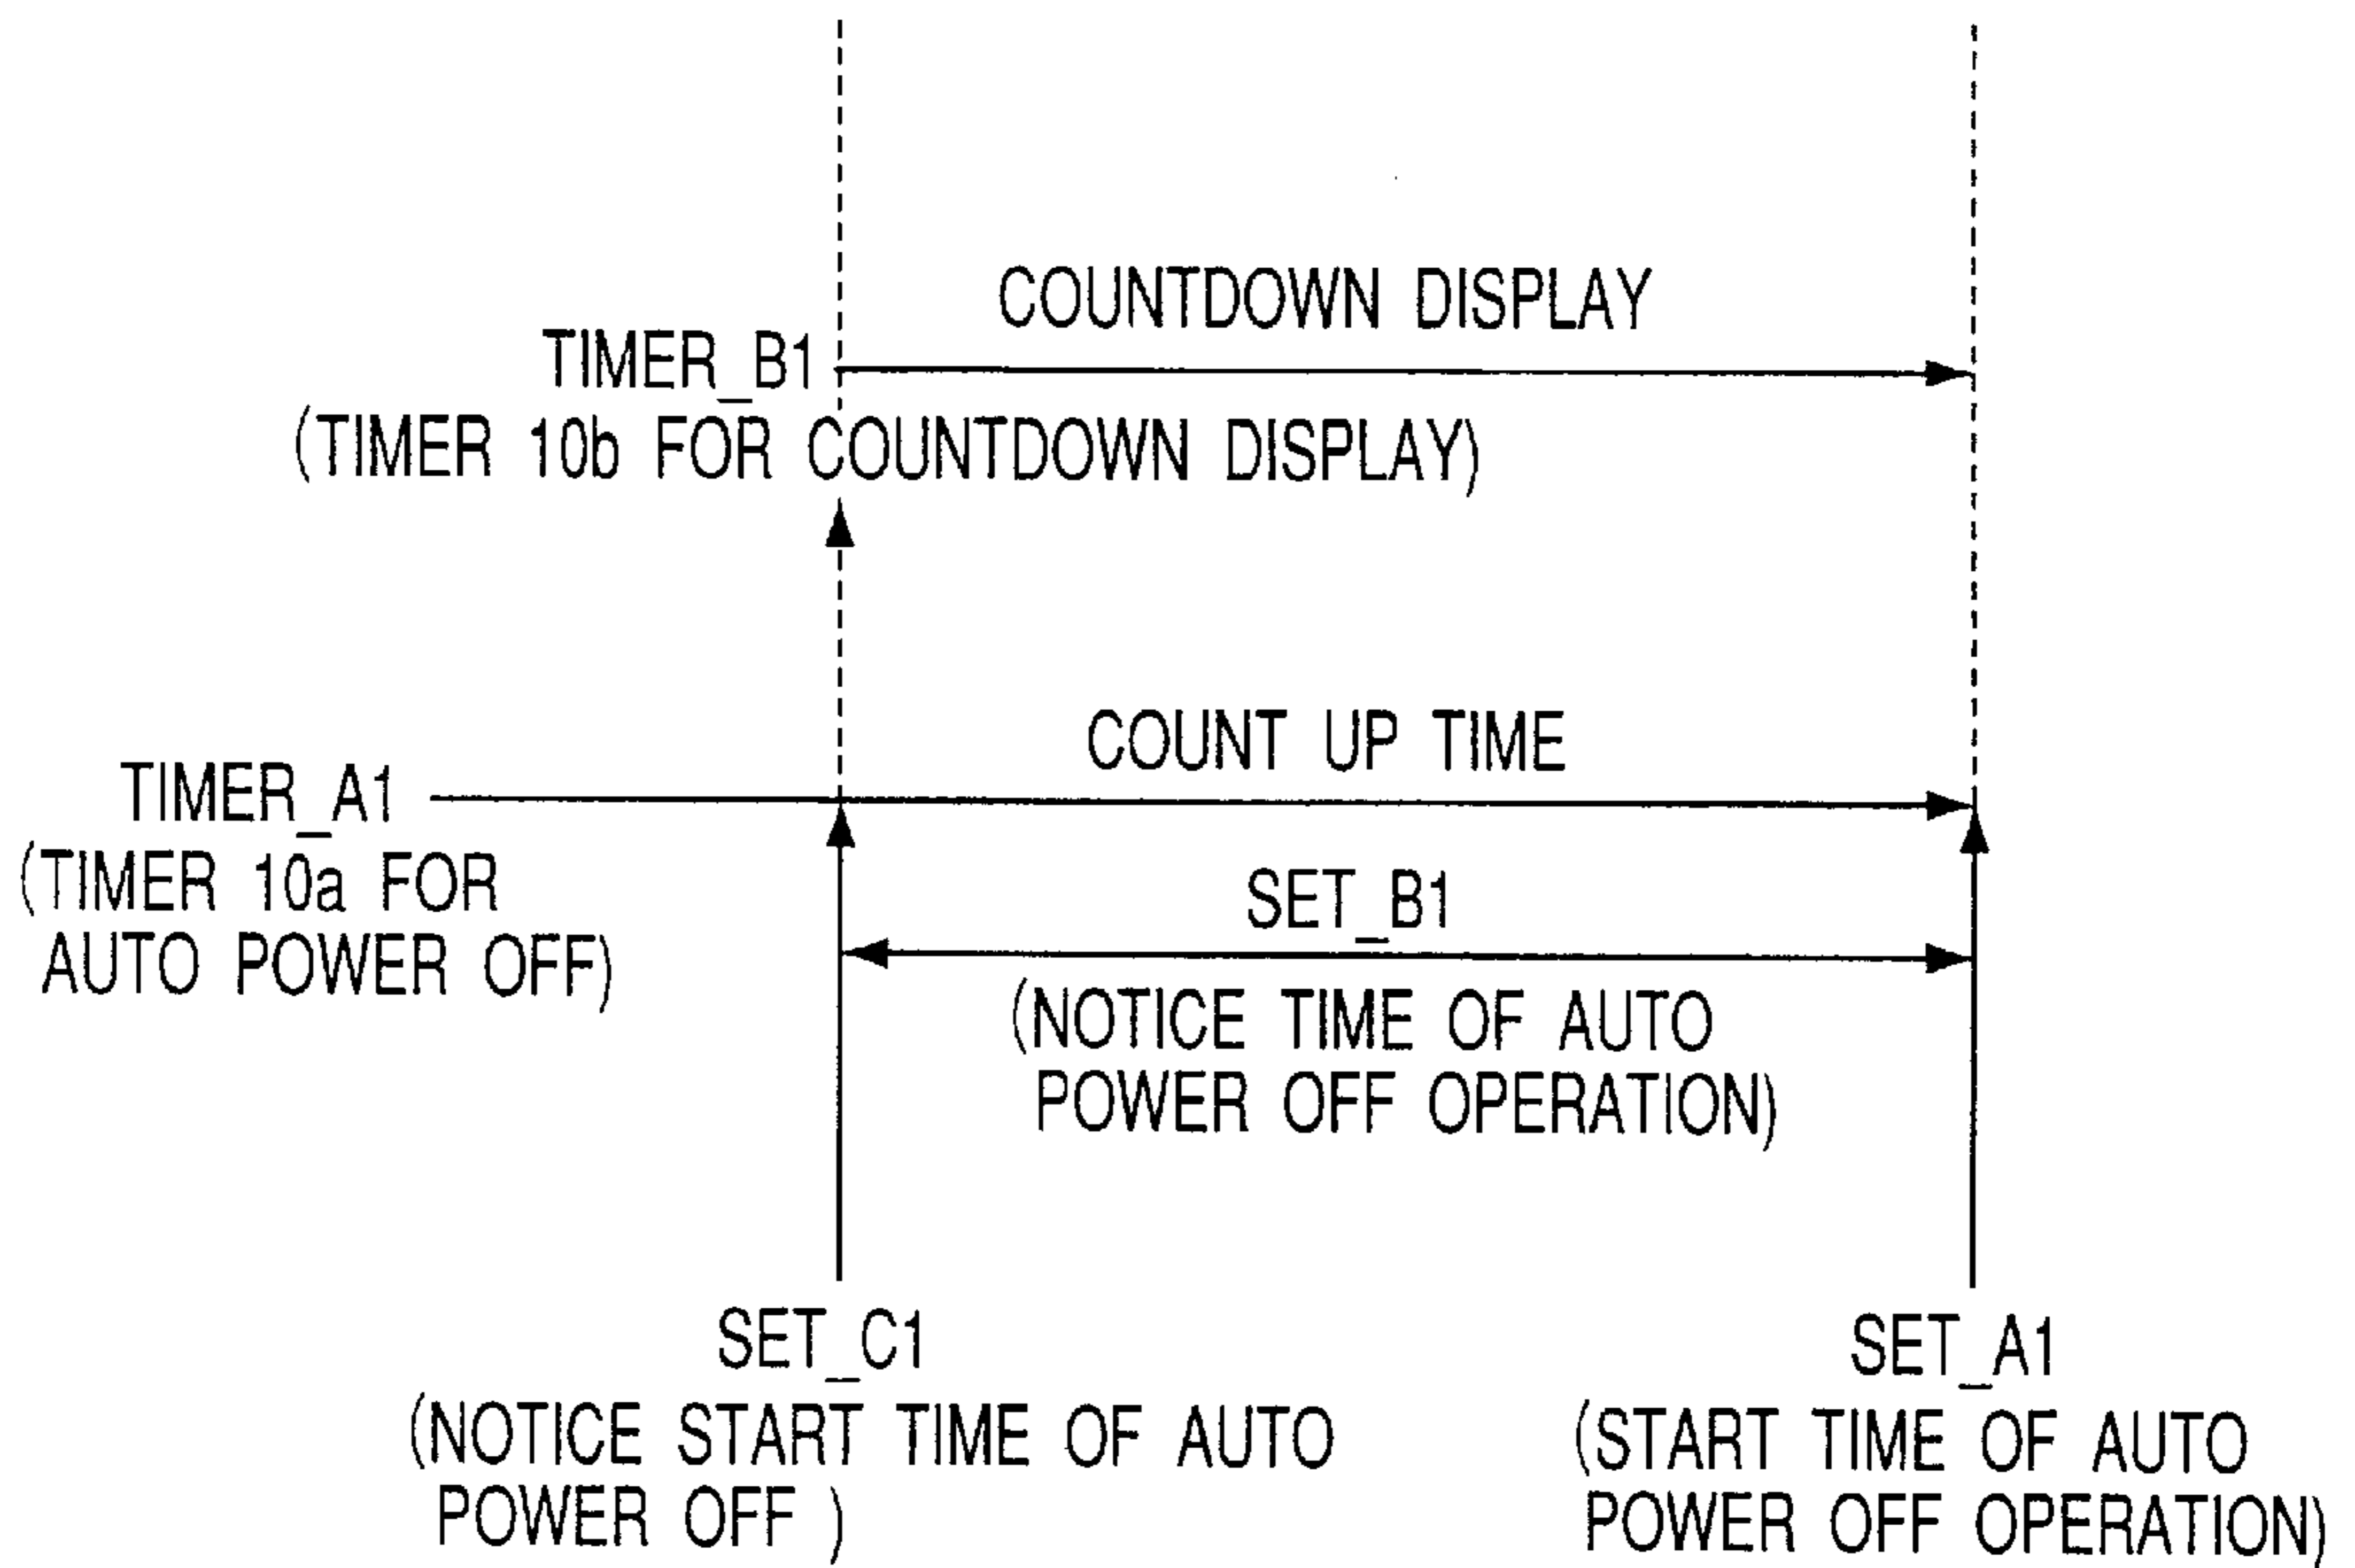 COUNTDOWN DISPLAY
TIMER_B1
(TIMER 10b FOR COUNTDOWN DISPLAY)
COUNT UP TIME
TIMER_A1
(TIMER 10a FOR
AUTO POWER OFF)
SET_B1
(NOTICE TIME OF AUTO
POWER OFF OPERATION)
SET_C1
(NOTICE START TIME OF AUTO
POWER OFF )
SET_A1
(START TIME OF AUTO
POWER OFF OPERATION)